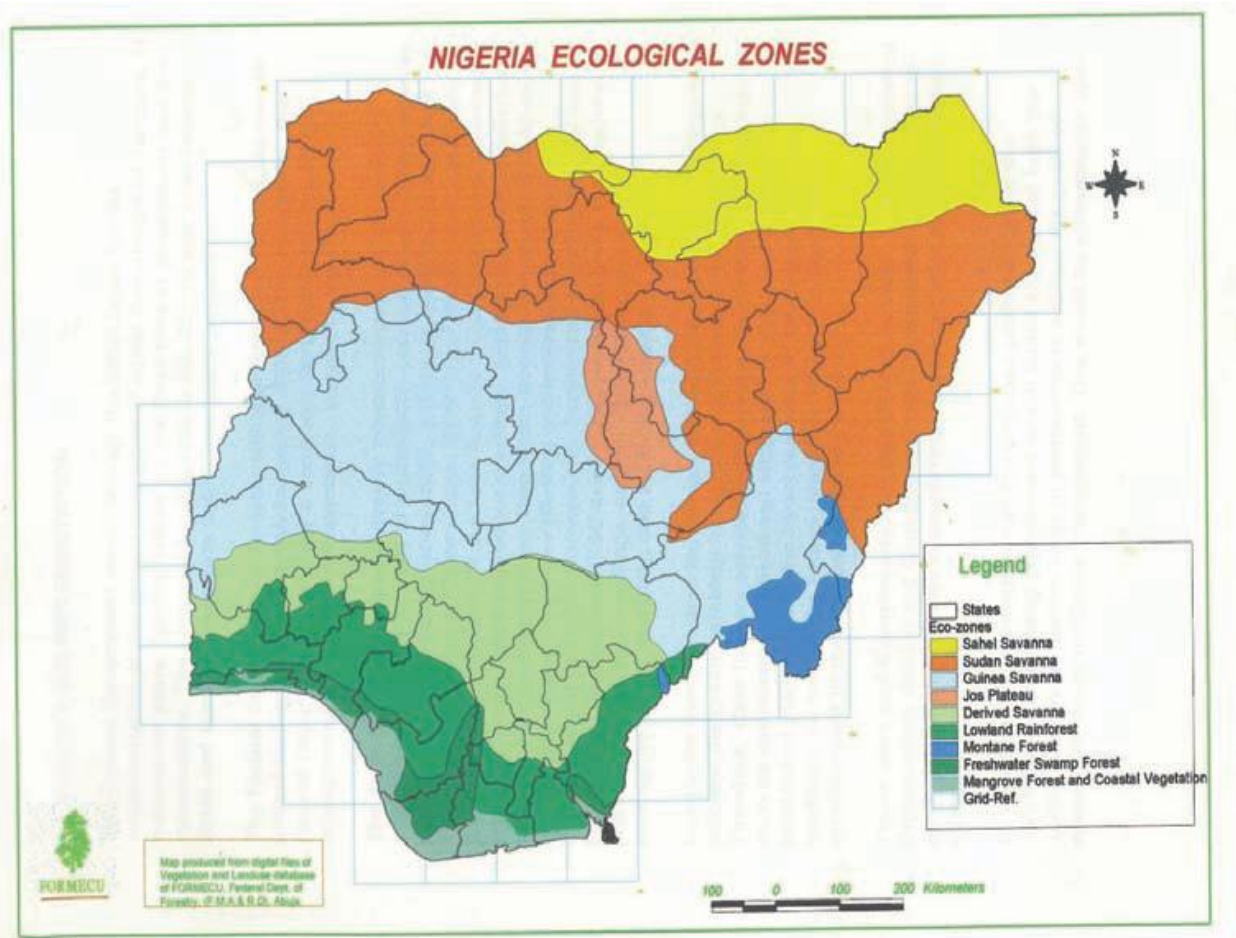 NIGERIA ECOLOGICAL ZONES
N
W E
S
Legend
States
Eco-zones
Sahel Savanna
Sudan Savanna
Guinea Savanna
Jos Plateau
Derived Savanna
Lowland Rainforest
Montane Forest
Freshwater Swamp Forest
Mangrove Forest and Coastal Vegetation
Grid-Ref.
FORMECU
Map produced from digital files of
Vegetation and Landuse database
of FORMECU, Federal Dept. of
Forestry, (F.M.A & R.D), Abuja.
100 0 100 200 Kilometers